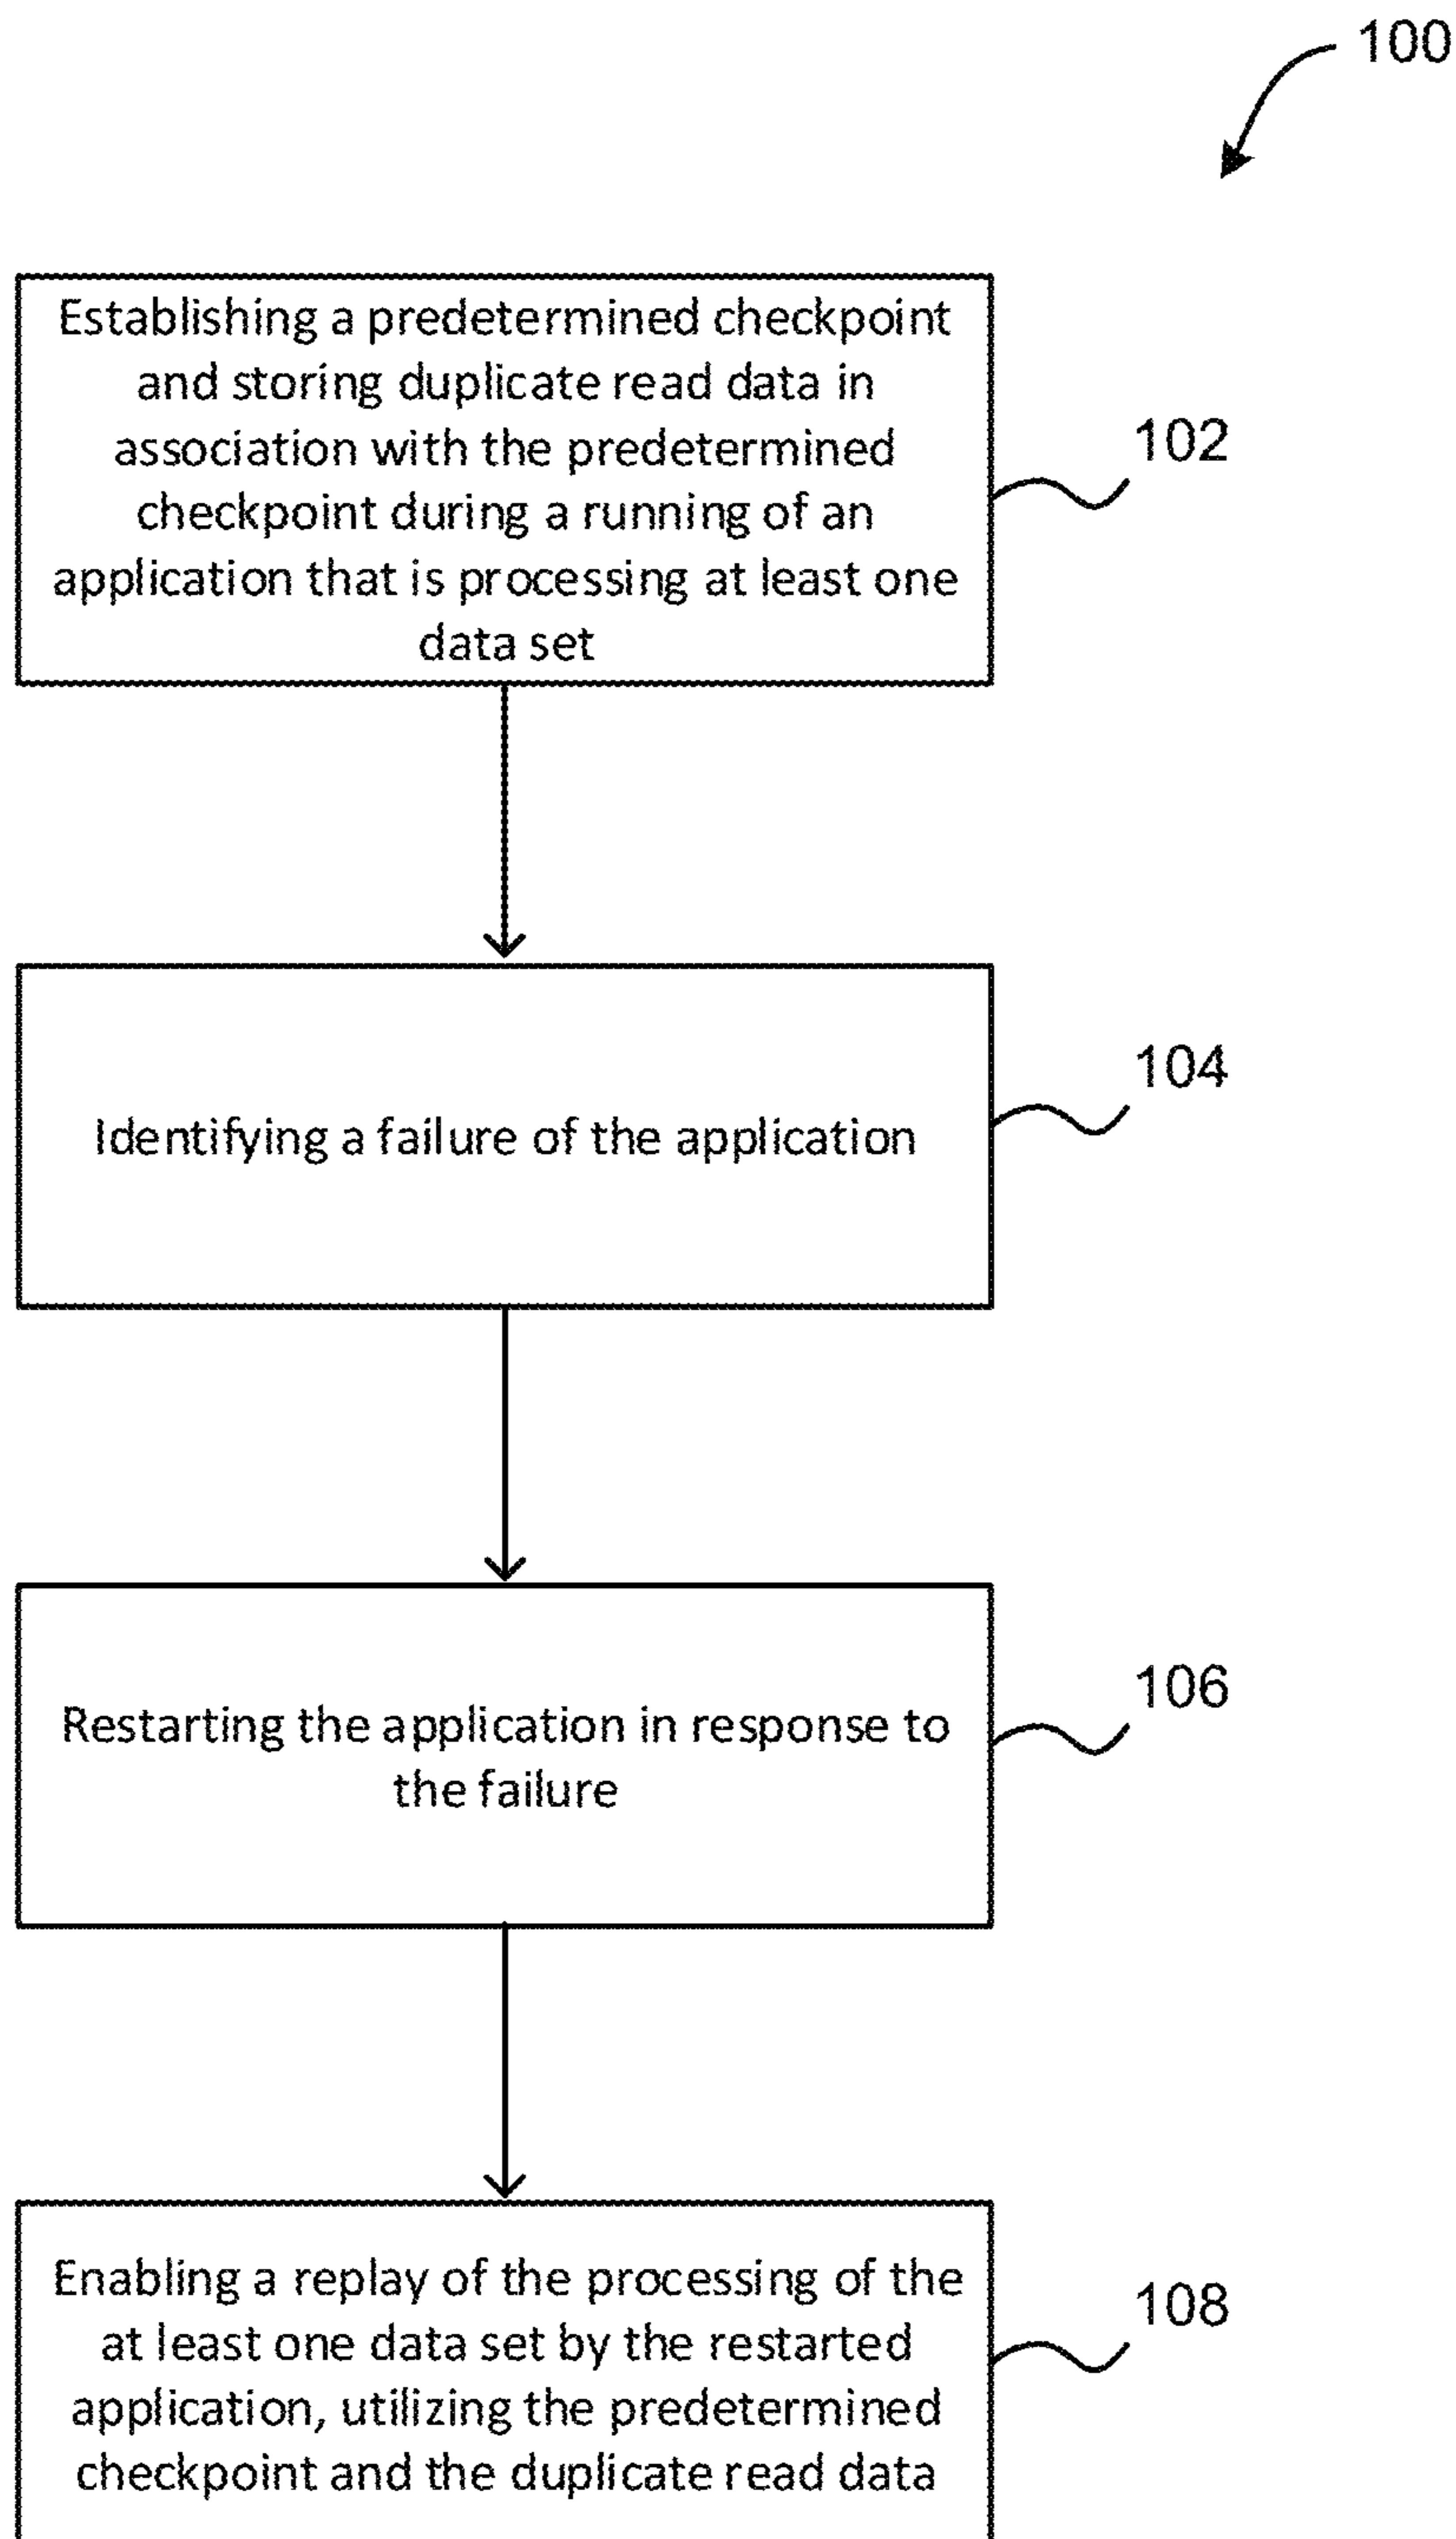 100
Establishing a predetermined checkpoint
and storing duplicate read data in
association with the predetermined
checkpoint during a running of an
application that is processing at least one
data set
102
Identifying a failure of the application
104
Restarting the application in response to
the failure
106
Enabling a replay of the processing of the
at least one data set by the restarted
application, utilizing the predetermined
checkpoint and the duplicate read data
108